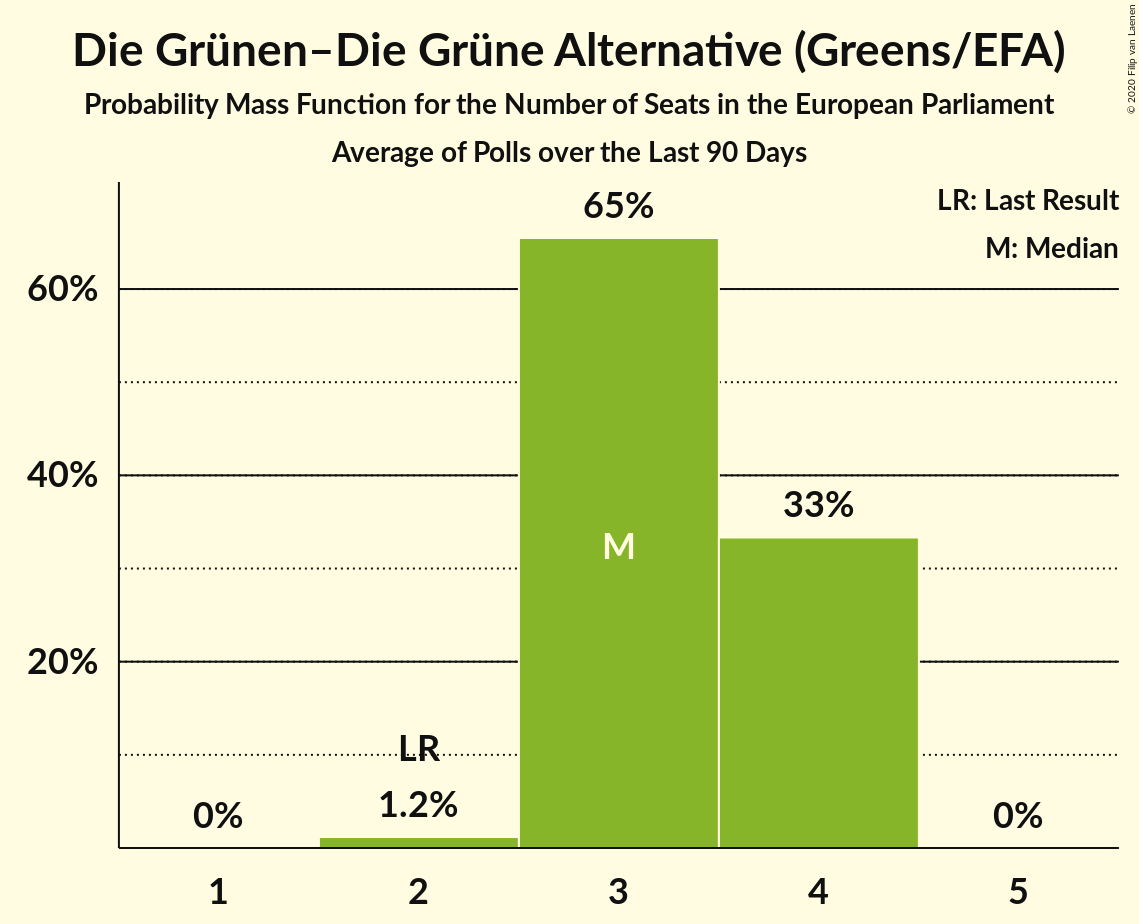 Die Grünen–Die Grüne Alternative (Greens/EFA)
Probability Mass Function for the Number of Seats in the European Parliament
Average of Polls over the Last 90 Days
© 2020 Filip van Laenen
LR: Last Result
M: Median
65%
60%
40%
33%
M
20%
LR
1.2%
0%
0%
1 2 3 4 5